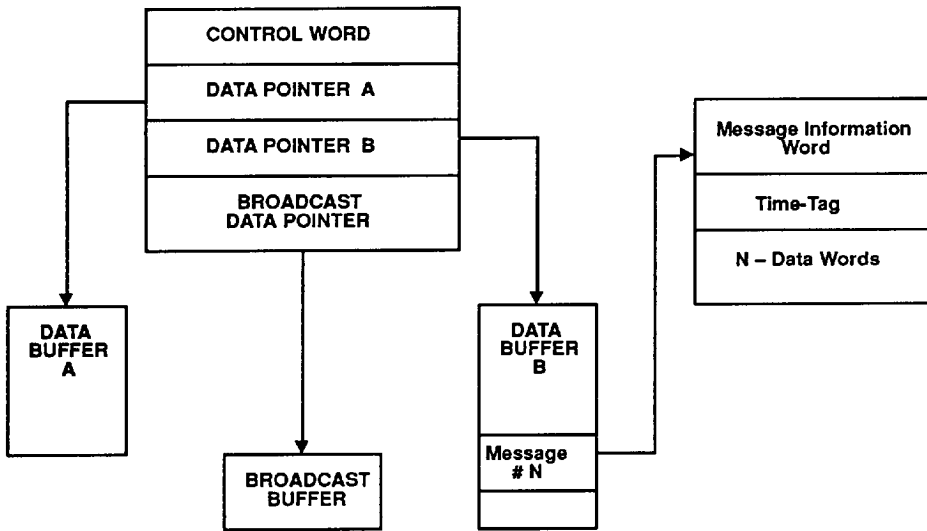 CONTROL WORD
DATA POINTER A
DATA POINTER B
BROADCAST
DATA POINTER
Message Information
Word
Time-Tag
N – Data Words
DATA
BUFFER
A
DATA
BUFFER
B
Message
# N
BROADCAST
BUFFER